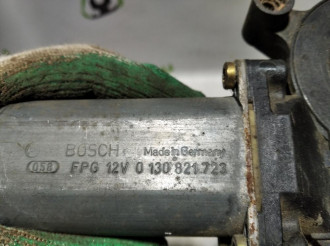 BOSCH Made in Germany
058 FPG 12V 0 130 821 723